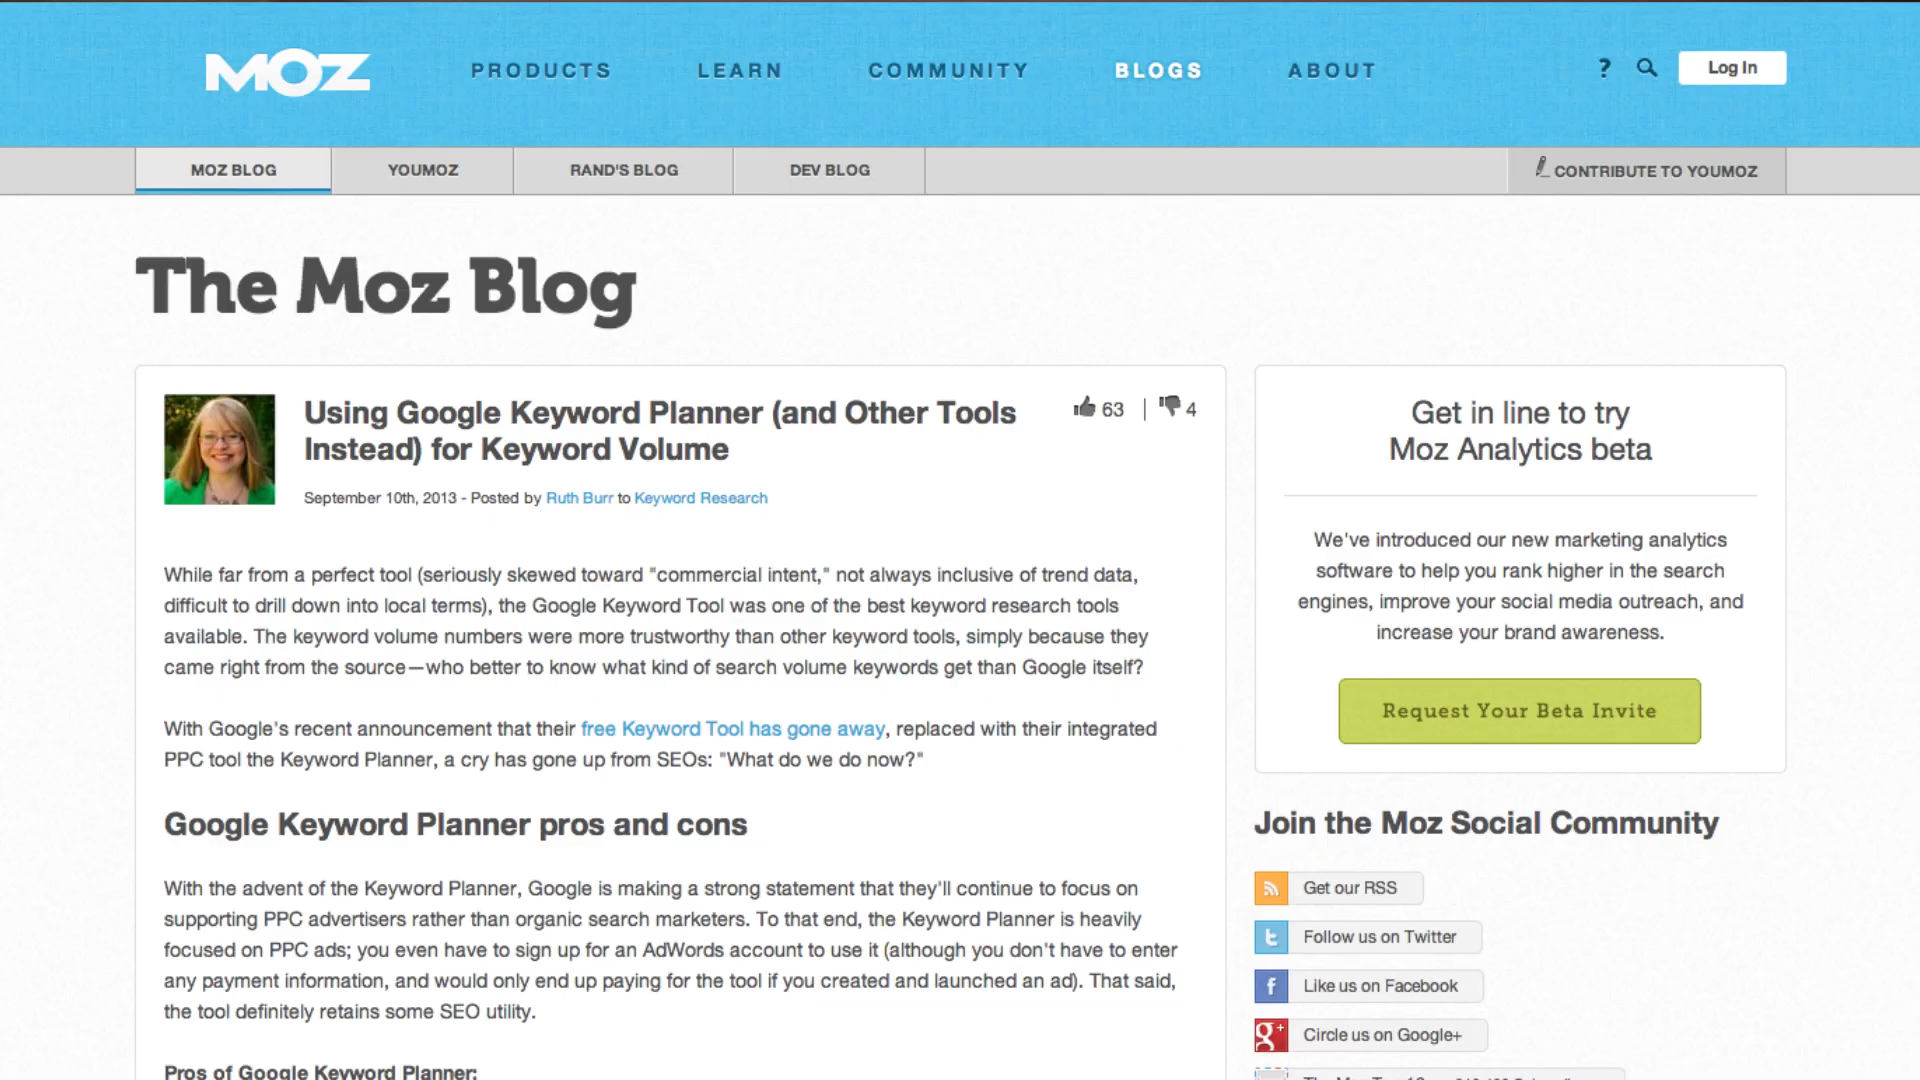 MOZ
PRODUCTS
LEARN
COMMUNITY
BLOGS
ABOUT
?
Log In
MOZ BLOG
YOUMOZ
RAND'S BLOG
DEV BLOG
CONTRIBUTE TO YOUMOZ
The Moz Blog
Using Google Keyword Planner (and Other Tools
Instead) for Keyword Volume
63 | 4
September 10th, 2013 - Posted by Ruth Burr to Keyword Research
While far from a perfect tool (seriously skewed toward "commercial intent," not always inclusive of trend data,
difficult to drill down into local terms), the Google Keyword Tool was one of the best keyword research tools
available. The keyword volume numbers were more trustworthy than other keyword tools, simply because they
came right from the source—who better to know what kind of search volume keywords get than Google itself?
With Google's recent announcement that their free Keyword Tool has gone away, replaced with their integrated
PPC tool the Keyword Planner, a cry has gone up from SEOs: "What do we do now?"
Google Keyword Planner pros and cons
With the advent of the Keyword Planner, Google is making a strong statement that they'll continue to focus on
supporting PPC advertisers rather than organic search marketers. To that end, the Keyword Planner is heavily
focused on PPC ads; you even have to sign up for an AdWords account to use it (although you don't have to enter
any payment information, and would only end up paying for the tool if you created and launched an ad). That said,
the tool definitely retains some SEO utility.
Pros of Google Keyword Planner:
Get in line to try
Moz Analytics beta
We've introduced our new marketing analytics
software to help you rank higher in the search
engines, improve your social media outreach, and
increase your brand awareness.
Request Your Beta Invite
Join the Moz Social Community
Get our RSS
Follow us on Twitter
Like us on Facebook
Circle us on Google+